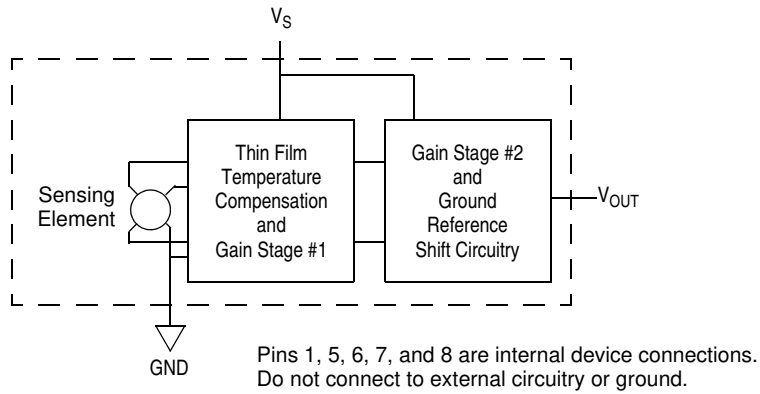 V_S
Thin Film
Temperature
Compensation
and
Gain Stage #1
Gain Stage #2
and
Ground
Reference
Shift Circuitry
Sensing
Element
V_OUT
GND
Pins 1, 5, 6, 7, and 8 are internal device connections.
Do not connect to external circuitry or ground.